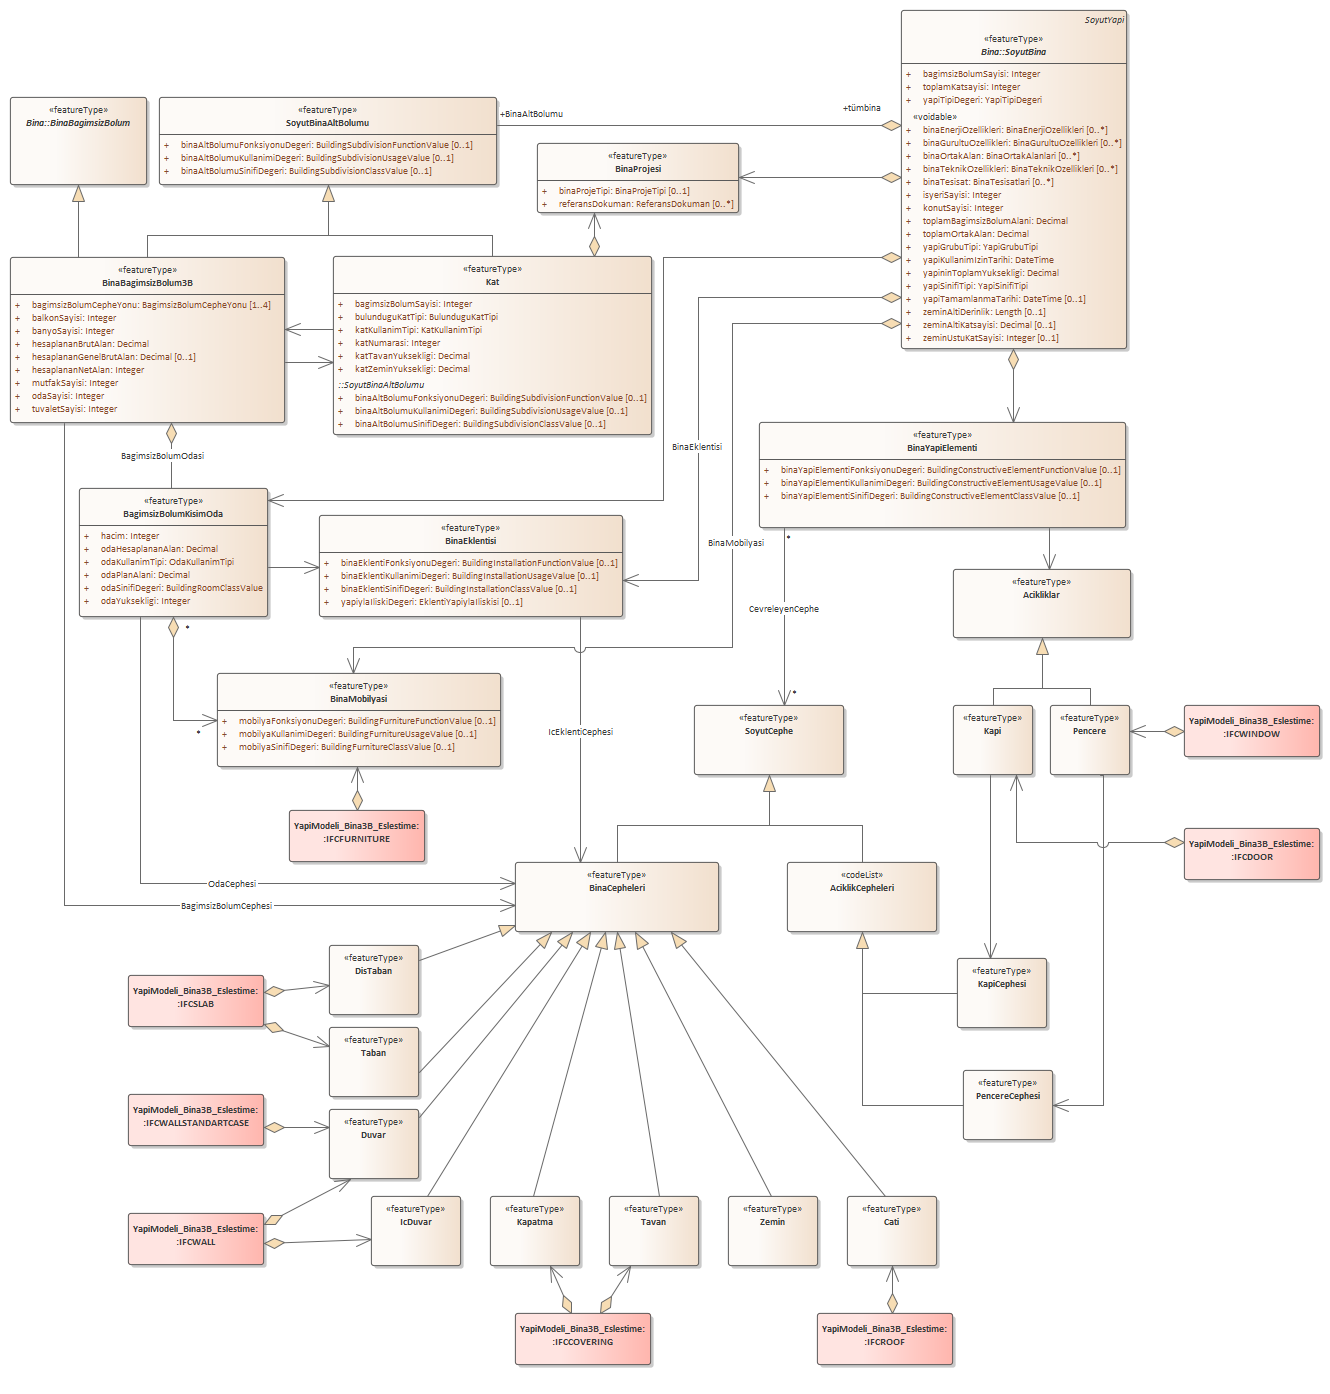 SoyutYapi
«featureType»
Bina::SoyutBina
+ bagimsizBolumSayisi: Integer
+ toplamKatsayisi: Integer
+ yapiTipiDegeri: YapiTipiDegeri
«voidable»
+ binaEnerjiOzellikleri: BinaEnerjiOzellikleri [0..*]
+ binaGurultuOzellikleri: BinaGurultuOzellikleri [0..*]
+ binaOrtakAlan: BinaOrtakAlanlari [0..*]
+ binaTeknikOzellikleri: BinaTeknikOzellikleri [0..*]
+ binaTesisat: BinaTesisatlari [0..*]
+ isyeriSayisi: Integer
+ konutSayisi: Integer
+ toplamBagimsizBolumAlani: Decimal
+ toplamOrtakAlan: Decimal
+ yapiGrubuTipi: YapiGrubuTipi
+ yapiKullanimIzinTarihi: DateTime
+ yapininToplamYuksekligi: Decimal
+ yapiSinifiTipi: YapiSinifiTipi
+ yapiTamamlanmaTarihi: DateTime [0..1]
+ zeminAltiDerinlik: Length [0..1]
+ zeminAltiKatsayisi: Decimal [0..1]
+ zeminUstuKatSayisi: Integer [0..1]
«featureType»
Bina::BinaBagimsizBolum
«featureType»
SoyutBinaAltBolumu
+ binaAltBolumuFonksiyonuDegeri: BuildingSubdivisionFunctionValue [0..1]
+ binaAltBolumuKullanimiDegeri: BuildingSubdivisionUsageValue [0..1]
+ binaAltBolumuSinifiDegeri: BuildingSubdivisionClassValue [0..1]
+BinaAltBolumu
+tümbina
«featureType»
BinaProjesi
+ binaProjeTipi: BinaProjeTipi [0..1]
+ referansDokuman: ReferansDokuman [0..*]
«featureType»
BinaBagimsizBolum3B
+ bagimsizBolumCepheYonu: BagimsizBolumCepheYonu [1..4]
+ balkonSayisi: Integer
+ banyoSayisi: Integer
+ hesaplananBrutAlan: Decimal
+ hesaplananGenelBrutAlan: Decimal [0..1]
+ hesaplananNetAlan: Integer
+ mutfakSayisi: Integer
+ odaSayisi: Integer
+ tuvaletSayisi: Integer
«featureType»
Kat
+ bagimsizBolumSayisi: Integer
+ bulunduguKatTipi: BulunduguKatTipi
+ katKullanimTipi: KatKullanimTipi
+ katNumarasi: Integer
+ katTavanYuksekligi: Decimal
+ katZeminYuksekligi: Decimal
::SoyutBinaAltBolumu
+ binaAltBolumuFonksiyonuDegeri: BuildingSubdivisionFunctionValue [0..1]
+ binaAltBolumuKullanimiDegeri: BuildingSubdivisionUsageValue [0..1]
+ binaAltBolumuSinifiDegeri: BuildingSubdivisionClassValue [0..1]
«featureType»
BinaYapiElementi
+ binaYapiElementiFonksiyonuDegeri: BuildingConstructiveElementFunctionValue [0..1]
+ binaYapiElementiKullanimiDegeri: BuildingConstructiveElementUsageValue [0..1]
+ binaYapiElementiSinifiDegeri: BuildingConstructiveElementClassValue [0..1]
BinaEklentisi
BagimsizBolumOdasi
«featureType»
BagimsizBolumKisimOda
+ hacim: Integer
+ odaHesaplananAlan: Decimal
+ odaKullanimTipi: OdaKullanimTipi
+ odaPlanAlani: Decimal
+ odaSinifiDegeri: BuildingRoomClassValue
+ odaYuksekligi: Integer
«featureType»
BinaEklentisi
+ binaEklentiFonksiyonuDegeri: BuildingInstallationFunctionValue [0..1]
+ binaEklentiKullanimiDegeri: BuildingInstallationUsageValue [0..1]
+ binaEklentiSinifiDegeri: BuildingInstallationClassValue [0..1]
+ yapiylaIliskiDegeri: EklentiYapiylaIliskisi [0..1]
BinaMobilyasi
*
«featureType»
Acikliklar
CevreleyenCephe
*
*
*
«featureType»
BinaMobilyasi
+ mobilyaFonksiyonuDegeri: BuildingFurnitureFunctionValue [0..1]
+ mobilyaKullanimiDegeri: BuildingFurnitureUsageValue [0..1]
+ mobilyaSinifiDegeri: BuildingFurnitureClassValue [0..1]
IcEklentiCephesi
«featureType»
SoyutCephe
«featureType»
Kapi
«featureType»
Pencere
YapiModeli_Bina3B_Eslestime:
:IFCWINDOW
YapiModeli_Bina3B_Eslestime:
:IFCFURNITURE
YapiModeli_Bina3B_Eslestime:
:IFCDOOR
OdaCephesi
BagimsizBolumCephesi
«featureType»
BinaCepheleri
«codeList»
AciklikCepheleri
«featureType»
DisTaban
«featureType»
KapiCephesi
YapiModeli_Bina3B_Eslestime:
:IFCSLAB
«featureType»
Taban
«featureType»
PencereCephesi
YapiModeli_Bina3B_Eslestime:
:IFCWALLSTANDARTCASE
«featureType»
Duvar
YapiModeli_Bina3B_Eslestime:
:IFCWALL
«featureType»
IcDuvar
«featureType»
Kapatma
«featureType»
Tavan
«featureType»
Zemin
«featureType»
Cati
YapiModeli_Bina3B_Eslestime:
:IFCCOVERING
YapiModeli_Bina3B_Eslestime:
:IFCROOF